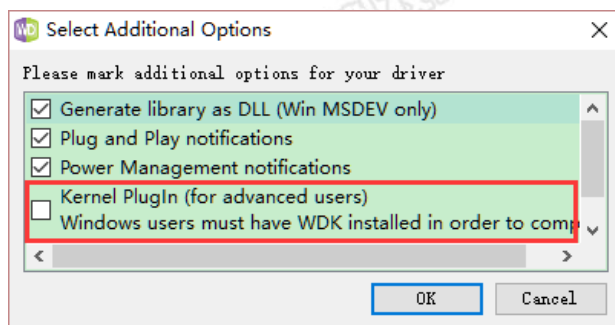 Select Additional Options
Please mark additional options for your driver
Generate library as DLL (Win MSDEV only)
Plug and Play notifications
Power Management notifications
Kernel PlugIn (for advanced users)
Windows users must have WDK installed in order to comp
OK Cancel